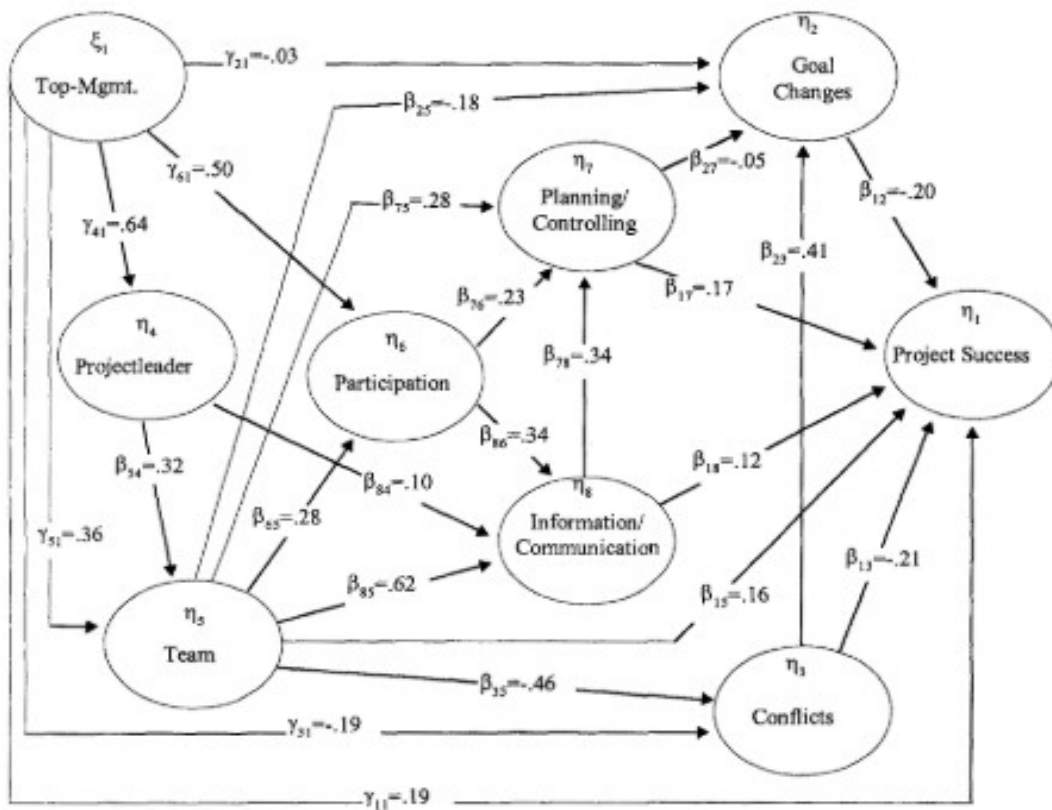 ξ₁
Top-Mgmt.
γ₂₁=-.03
η₂
Goal
Changes
β₂₅=-.18
γ₆₁=.50
η₇
Planning/
Controlling
β₂₇=-.05
β₇₅=.28
β₁₂=-.20
γ₄₁=.64
β₂₃=.41
β₁₇=.17
β₇₆=.23
η₄
Projectleader
η₆
Participation
β₇₈=.34
η₁
Project Success
β₈₆=.34
β₅₄=.32
β₈₄=.10
β₁₈=.12
η₈
Information/
Communication
β₆₅=.28
γ₅₁=.36
β₁₃=-.21
β₈₅=.62
β₁₅=.16
η₅
Team
β₃₅=-.46
η₃
Conflicts
γ₃₁=-.19
γ₁₁=.19